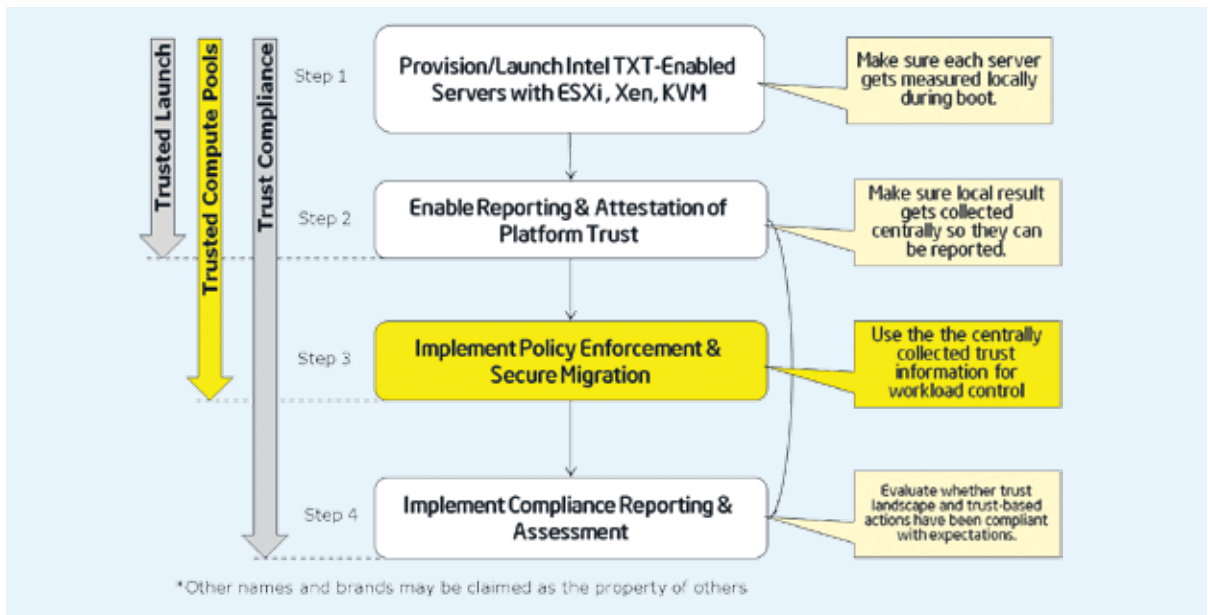 Trusted Launch
Trusted Compute Pools
Trust Compliance
Step 1
Provision/Launch Intel TXT-Enabled
Servers with ESXi, Xen, KVM
Make sure each server
gets measured locally
during boot.
Step 2
Enable Reporting & Attestation of
Platform Trust
Make sure local result
gets collected
centrally so they can
be reported.
Step 3
Implement Policy Enforcement &
Secure Migration
Use the the centrally
collected trust
information for
workload control
Step 4
Implement Compliance Reporting &
Assessment
Evaluate whether trust
landscape and trust-based
actions have been compliant
with expectations.
*Other names and brands may be claimed as the property of others